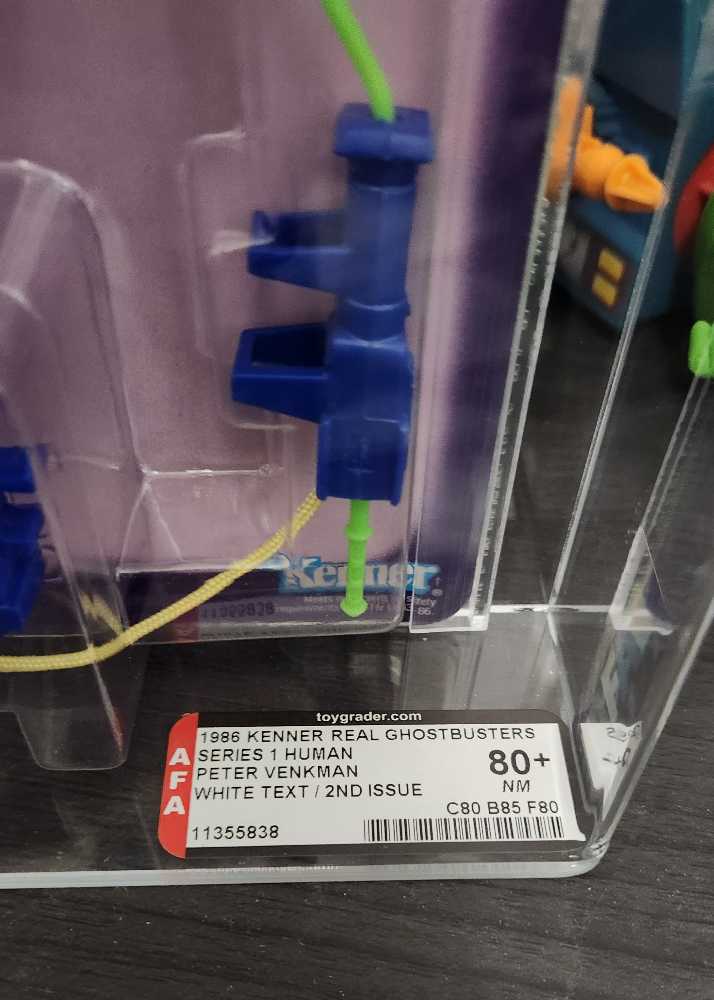 Kenner
®
toygrader.com
AFA
1986 KENNER REAL GHOSTBUSTERS
SERIES 1 HUMAN
PETER VENKMAN
WHITE TEXT / 2ND ISSUE
80+
NM
C80 B85 F80
11355838